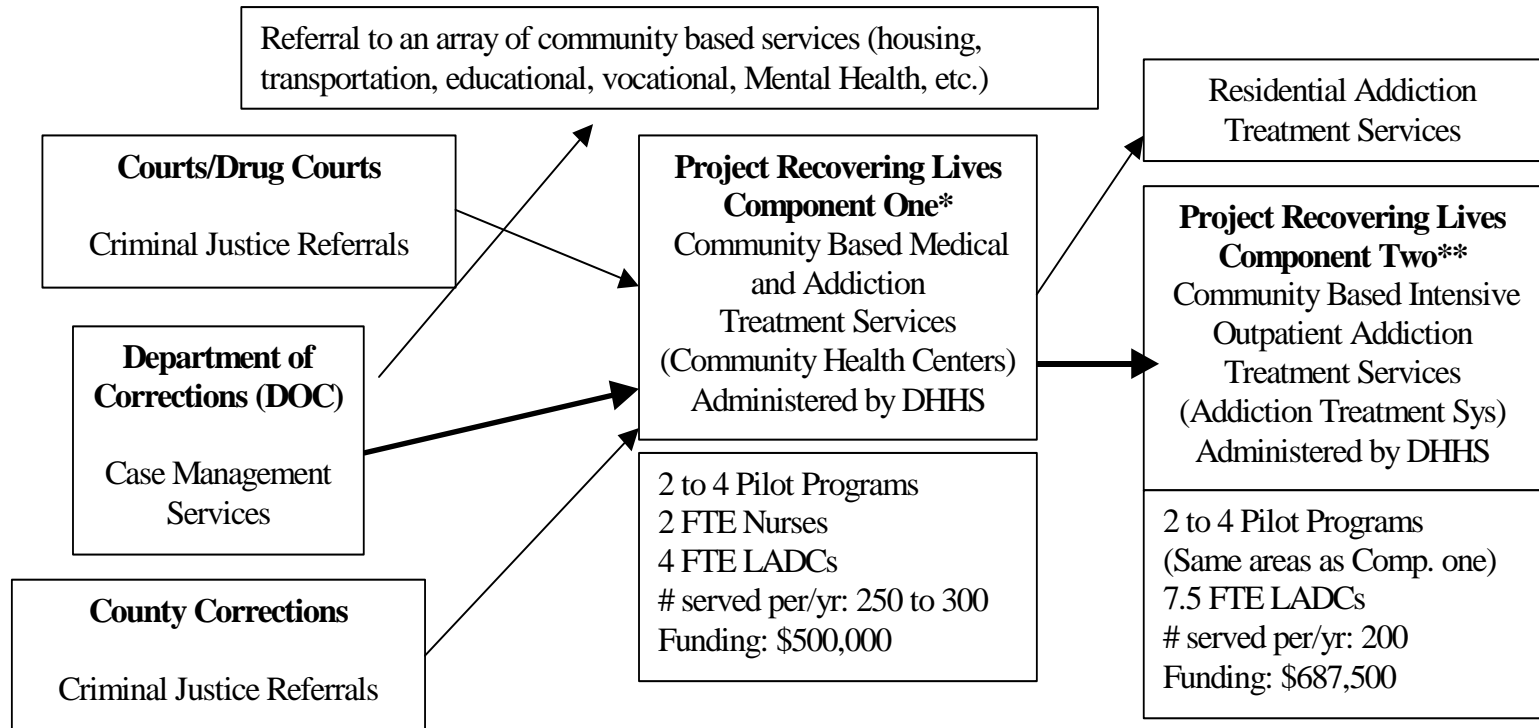 Referral to an array of community based services (housing,
transportation, educational, vocational, Mental Health, etc.)
Courts/Drug Courts
Criminal Justice Referrals
Department of
Corrections (DOC)
Case Management
Services
County Corrections
Criminal Justice Referrals
Project Recovering Lives
Component One*
Community Based Medical
and Addiction
Treatment Services
(Community Health Centers)
Administered by DHHS
2 to 4 Pilot Programs
2 FTE Nurses
4 FTE LADCs
# served per/yr: 250 to 300
Funding: $500,000
Residential Addiction
Treatment Services
Project Recovering Lives
Component Two**
Community Based Intensive
Outpatient Addiction
Treatment Services
(Addiction Treatment Sys)
Administered by DHHS
2 to 4 Pilot Programs
(Same areas as Comp. one)
7.5 FTE LADCs
# served per/yr: 200
Funding: $687,500